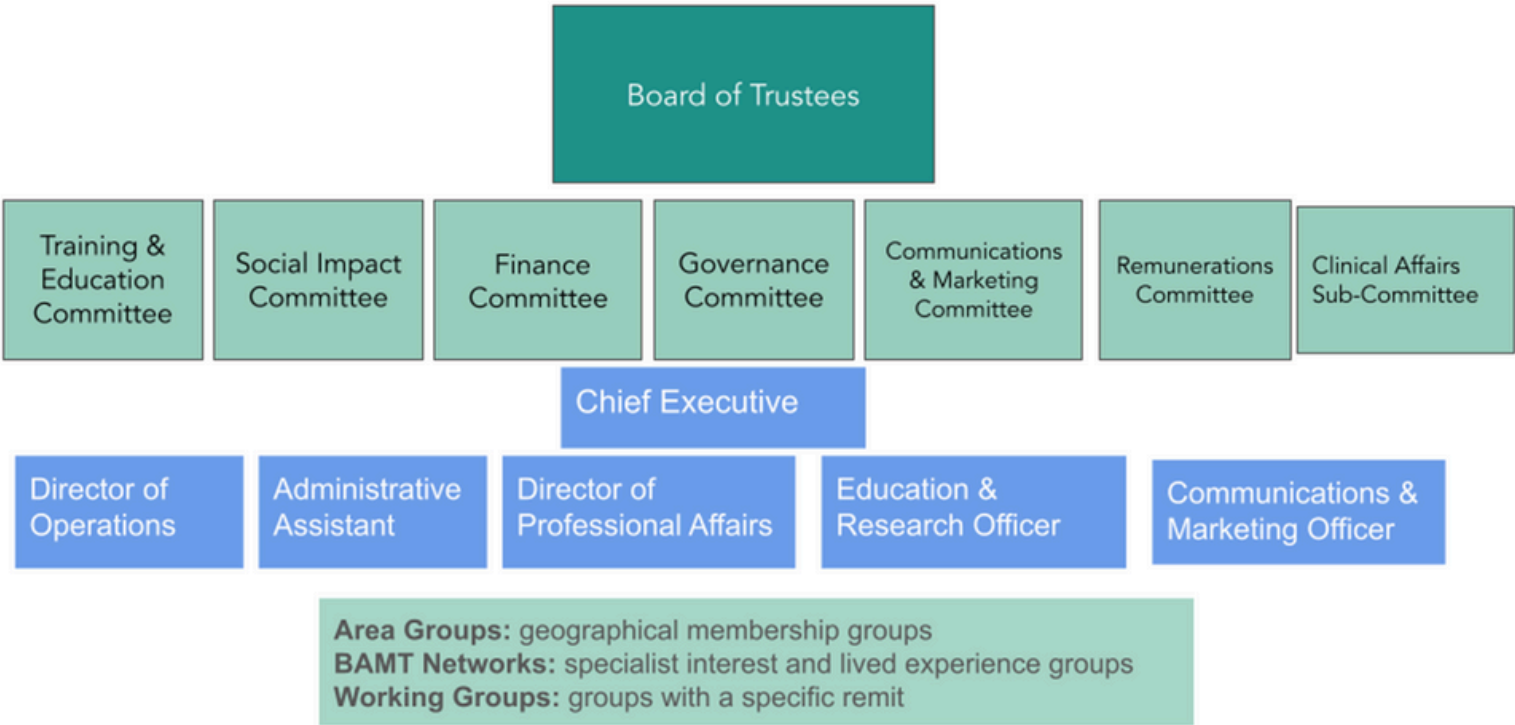 Board of Trustees
Training &
Education
Committee
Social Impact
Committee
Finance
Committee
Governance
Committee
Communications
& Marketing
Committee
Remunerations
Committee
Clinical Affairs
Sub-Committee
Chief Executive
Director of
Operations
Administrative
Assistant
Director of
Professional Affairs
Education &
Research Officer
Communications &
Marketing Officer
Area Groups: geographical membership groups
BAMT Networks: specialist interest and lived experience groups
Working Groups: groups with a specific remit